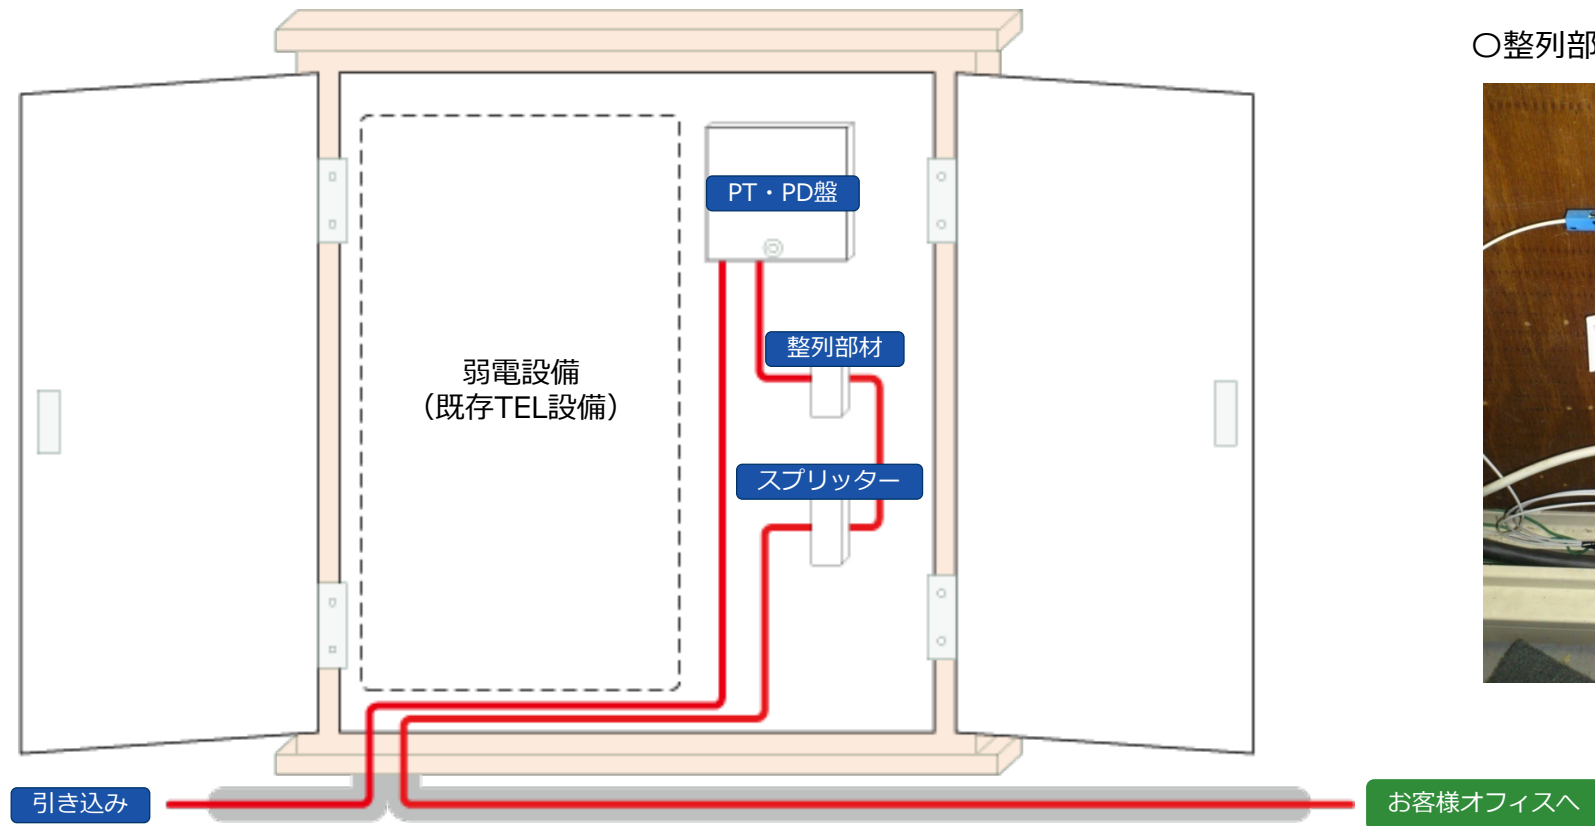 〇整列部
PT・PD盤
整列部材
弱電設備
（既存TEL設備）
スプリッター
引き込み
お客様オフィスへ